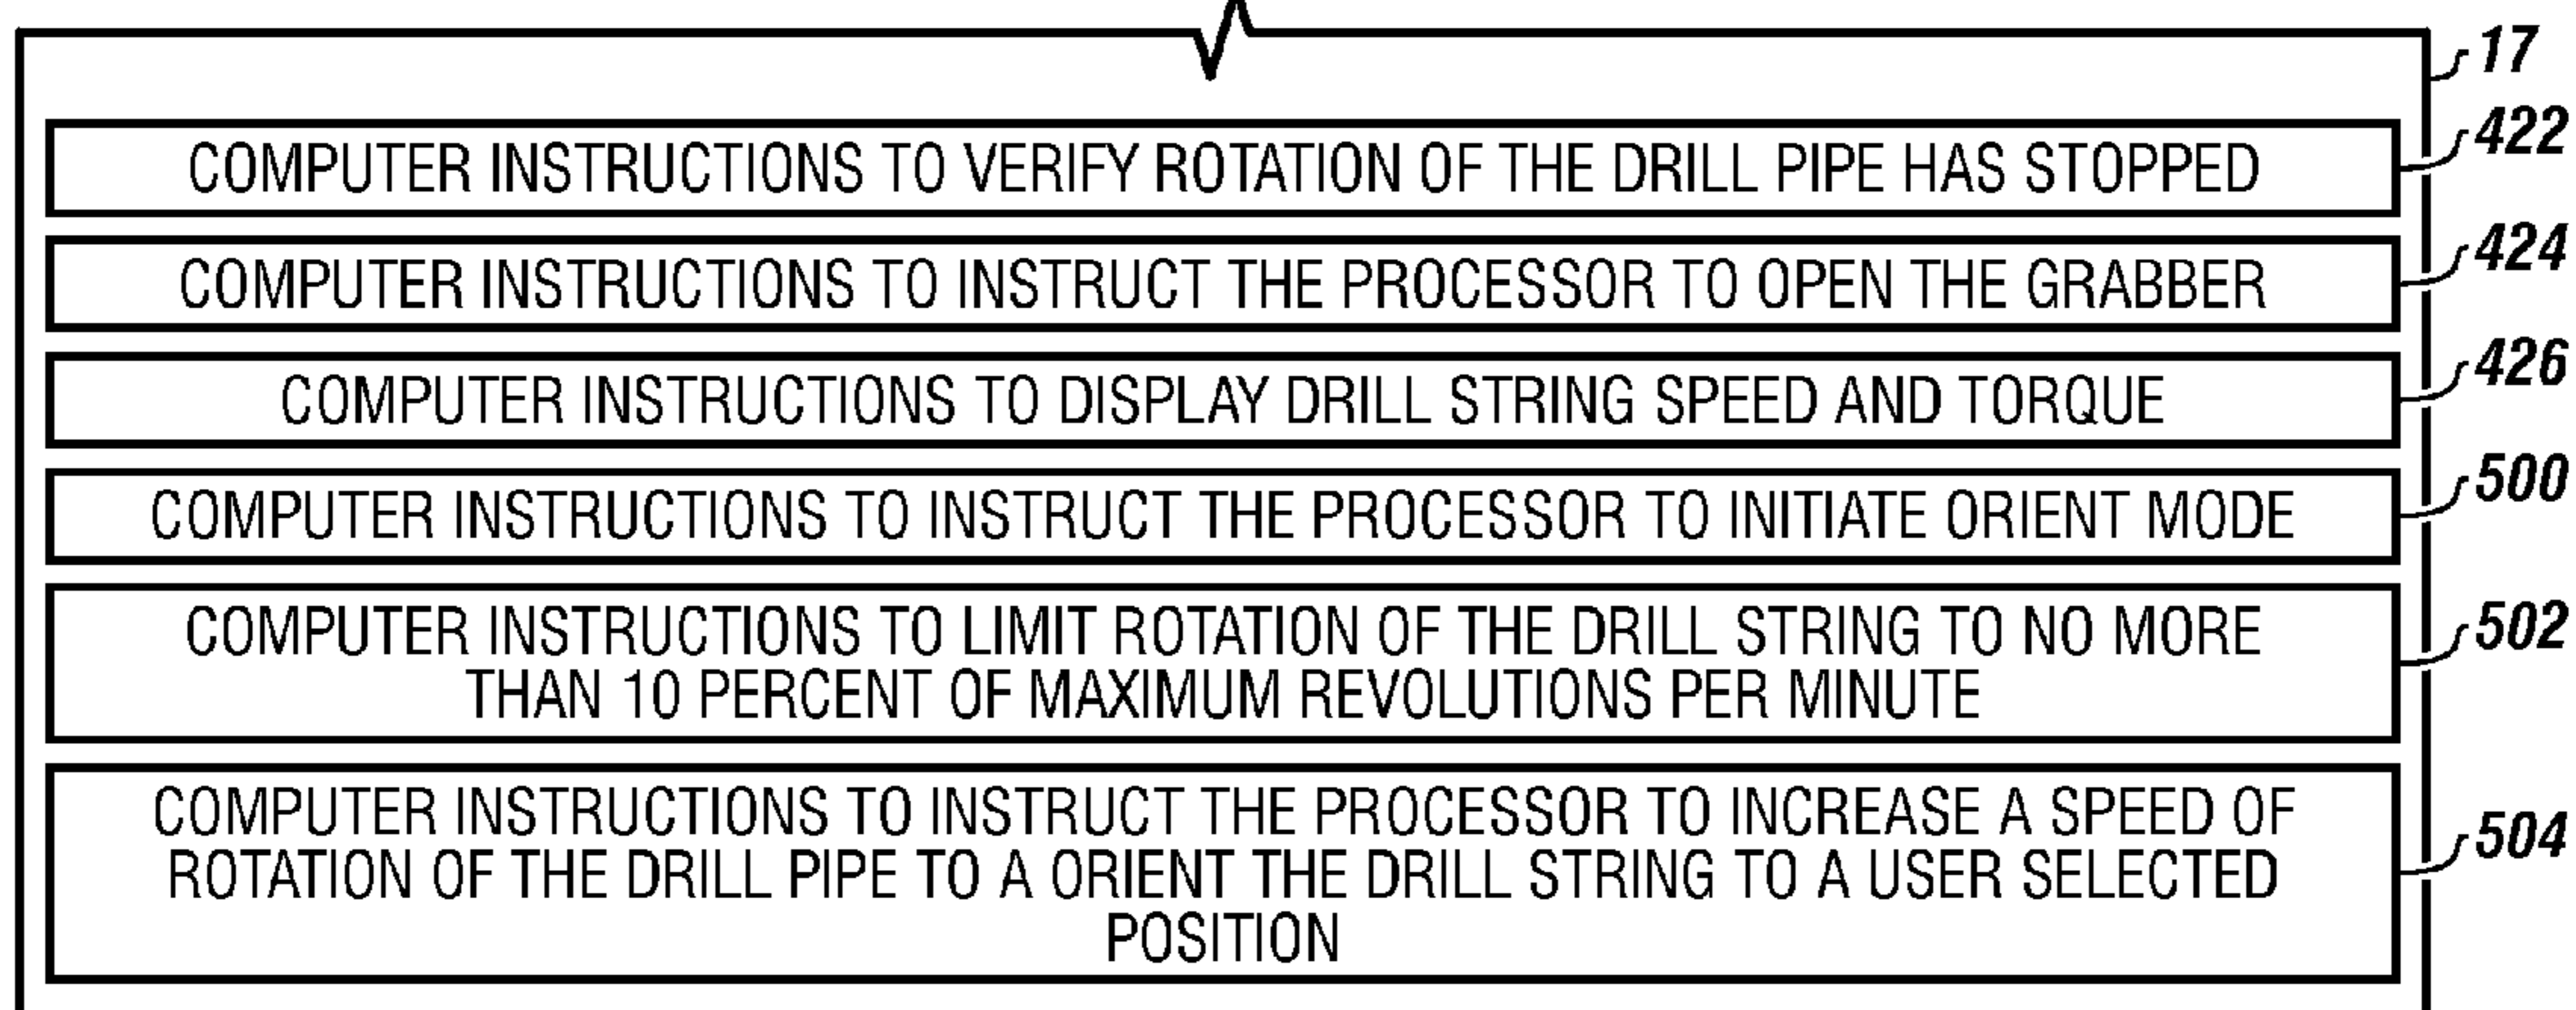 17
COMPUTER INSTRUCTIONS TO VERIFY ROTATION OF THE DRILL PIPE HAS STOPPED
422
COMPUTER INSTRUCTIONS TO INSTRUCT THE PROCESSOR TO OPEN THE GRABBER
424
COMPUTER INSTRUCTIONS TO DISPLAY DRILL STRING SPEED AND TORQUE
426
COMPUTER INSTRUCTIONS TO INSTRUCT THE PROCESSOR TO INITIATE ORIENT MODE
500
COMPUTER INSTRUCTIONS TO LIMIT ROTATION OF THE DRILL STRING TO NO MORE
THAN 10 PERCENT OF MAXIMUM REVOLUTIONS PER MINUTE
502
COMPUTER INSTRUCTIONS TO INSTRUCT THE PROCESSOR TO INCREASE A SPEED OF
ROTATION OF THE DRILL PIPE TO A ORIENT THE DRILL STRING TO A USER SELECTED
POSITION
504